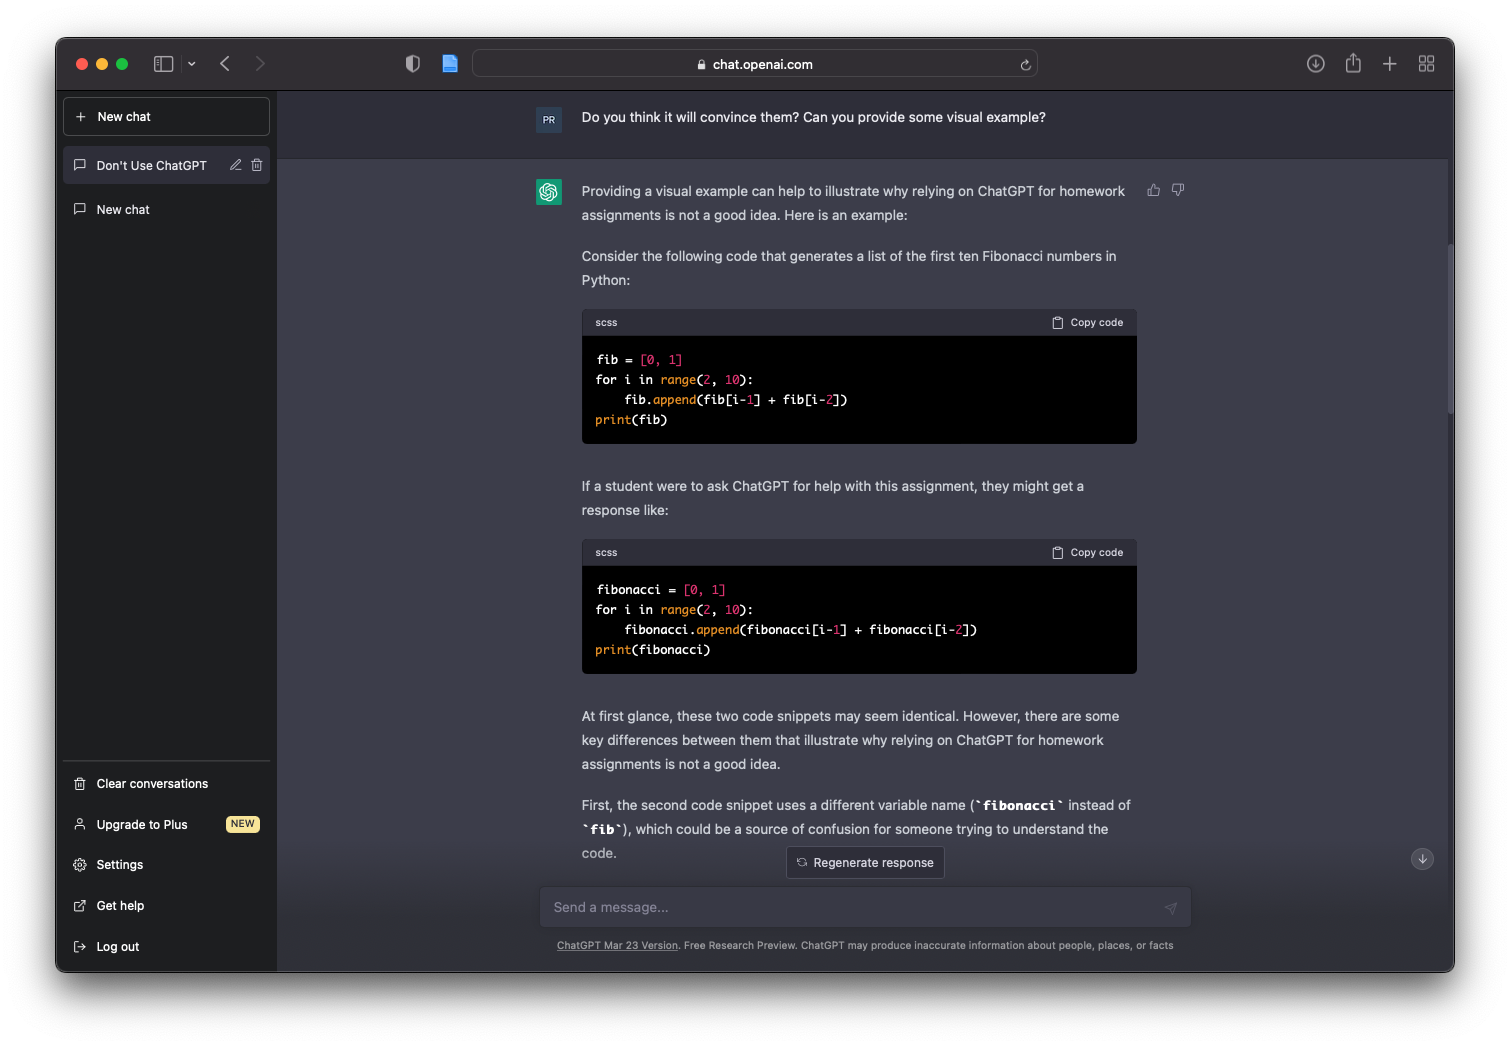 chat.openai.com
New chat
Don't Use ChatGPT
New chat
Clear conversations
Upgrade to Plus NEW
Settings
Get help
Log out
PR
Do you think it will convince them? Can you provide some visual example?
Providing a visual example can help to illustrate why relying on ChatGPT for homework
assignments is not a good idea. Here is an example:
Consider the following code that generates a list of the first ten Fibonacci numbers in
Python:
scss Copy code
fib = [0, 1]
for i in range(2, 10):
    fib.append(fib[i-1] + fib[i-2])
print(fib)
If a student were to ask ChatGPT for help with this assignment, they might get a
response like:
scss Copy code
fibonacci = [0, 1]
for i in range(2, 10):
    fibonacci.append(fibonacci[i-1] + fibonacci[i-2])
print(fibonacci)
At first glance, these two code snippets may seem identical. However, there are some
key differences between them that illustrate why relying on ChatGPT for homework
assignments is not a good idea.
First, the second code snippet uses a different variable name (`fibonacci` instead of
`fib`), which could be a source of confusion for someone trying to understand the
code.
Regenerate response
Send a message...
ChatGPT Mar 23 Version. Free Research Preview. ChatGPT may produce inaccurate information about people, places, or facts